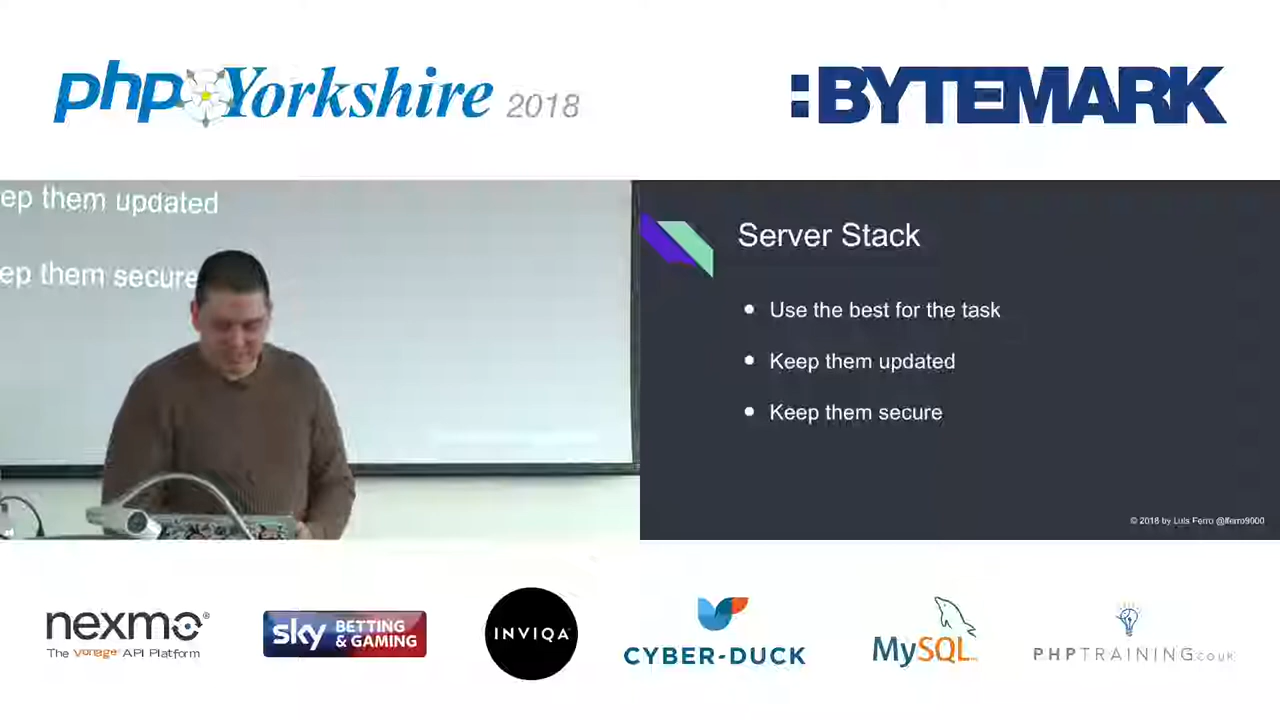 php Yorkshire 2018
:BYTEMARK
ep them updated
ep them secure
Server Stack
Use the best for the task
Keep them updated
Keep them secure
© 2018 by Luis Ferro @lferro9000
nexmo®
The Vonage® API Platform
sky BETTING & GAMING
INVIQA
CYBER-DUCK
MySQL
PHPTRAINING.CO.UK